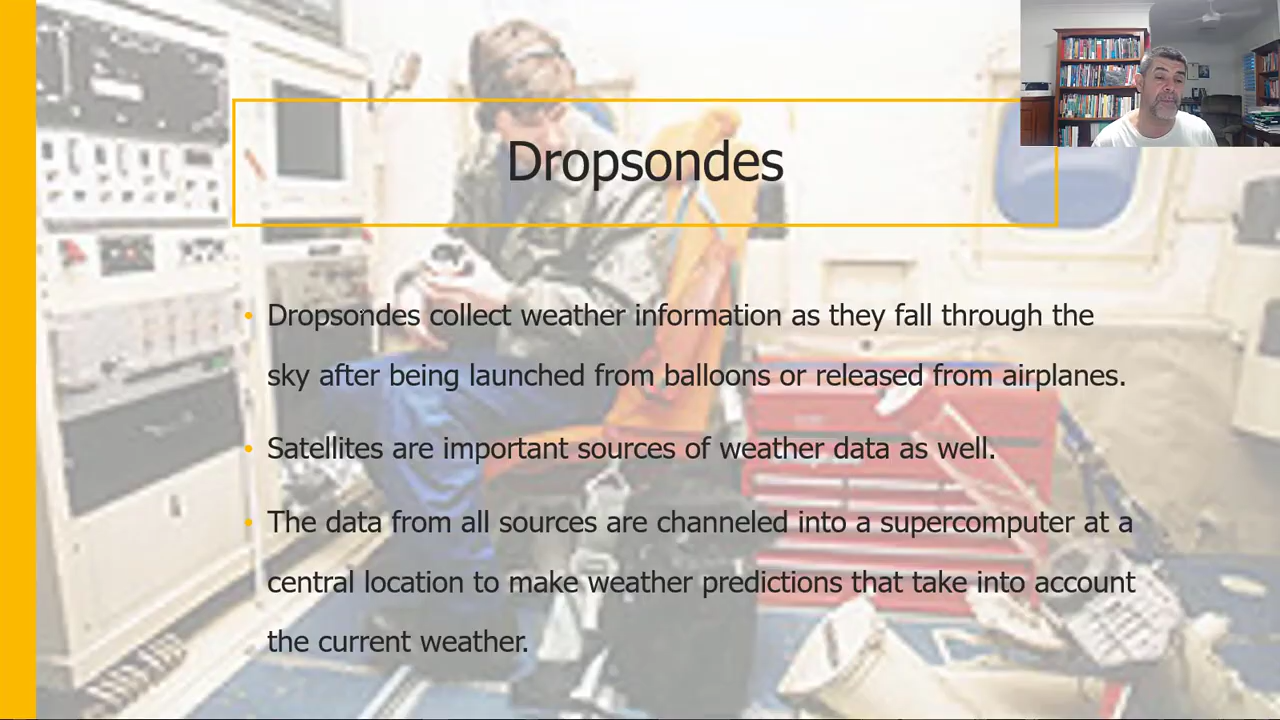 Dropsondes
• Dropsondes collect weather information as they fall through the
sky after being launched from balloons or released from airplanes.
• Satellites are important sources of weather data as well.
• The data from all sources are channeled into a supercomputer at a
central location to make weather predictions that take into account
the current weather.